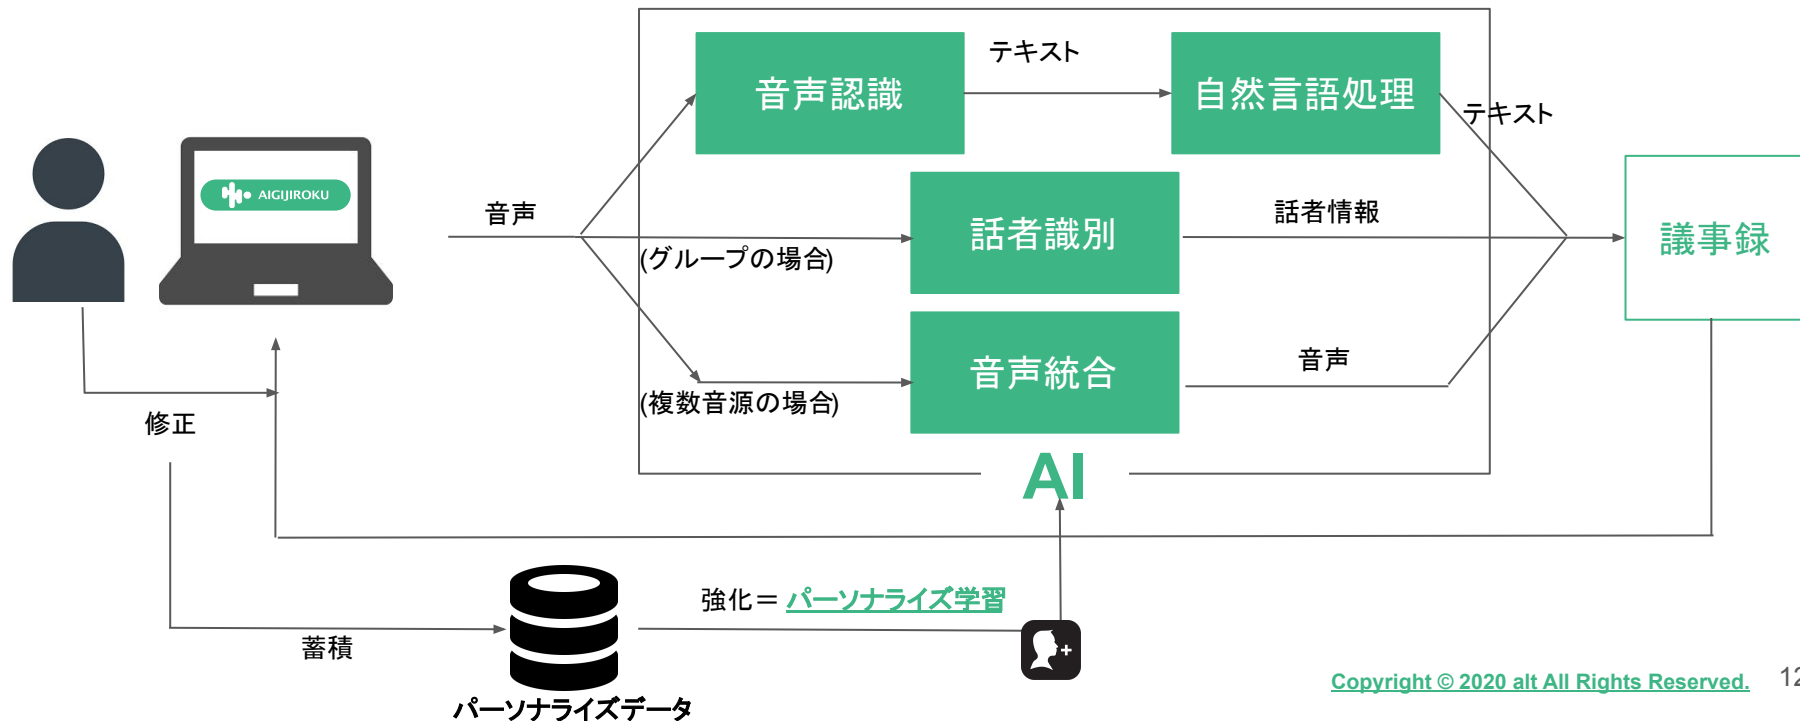 テキスト
音声認識
自然言語処理
テキスト
AIGIJIROKU
音声
話者識別
話者情報
議事録
(グループの場合)
音声統合
音声
(複数音源の場合)
修正
AI
強化＝ パーソナライズ学習
蓄積
パーソナライズデータ
Copyright © 2020 alt All Rights Reserved.
12